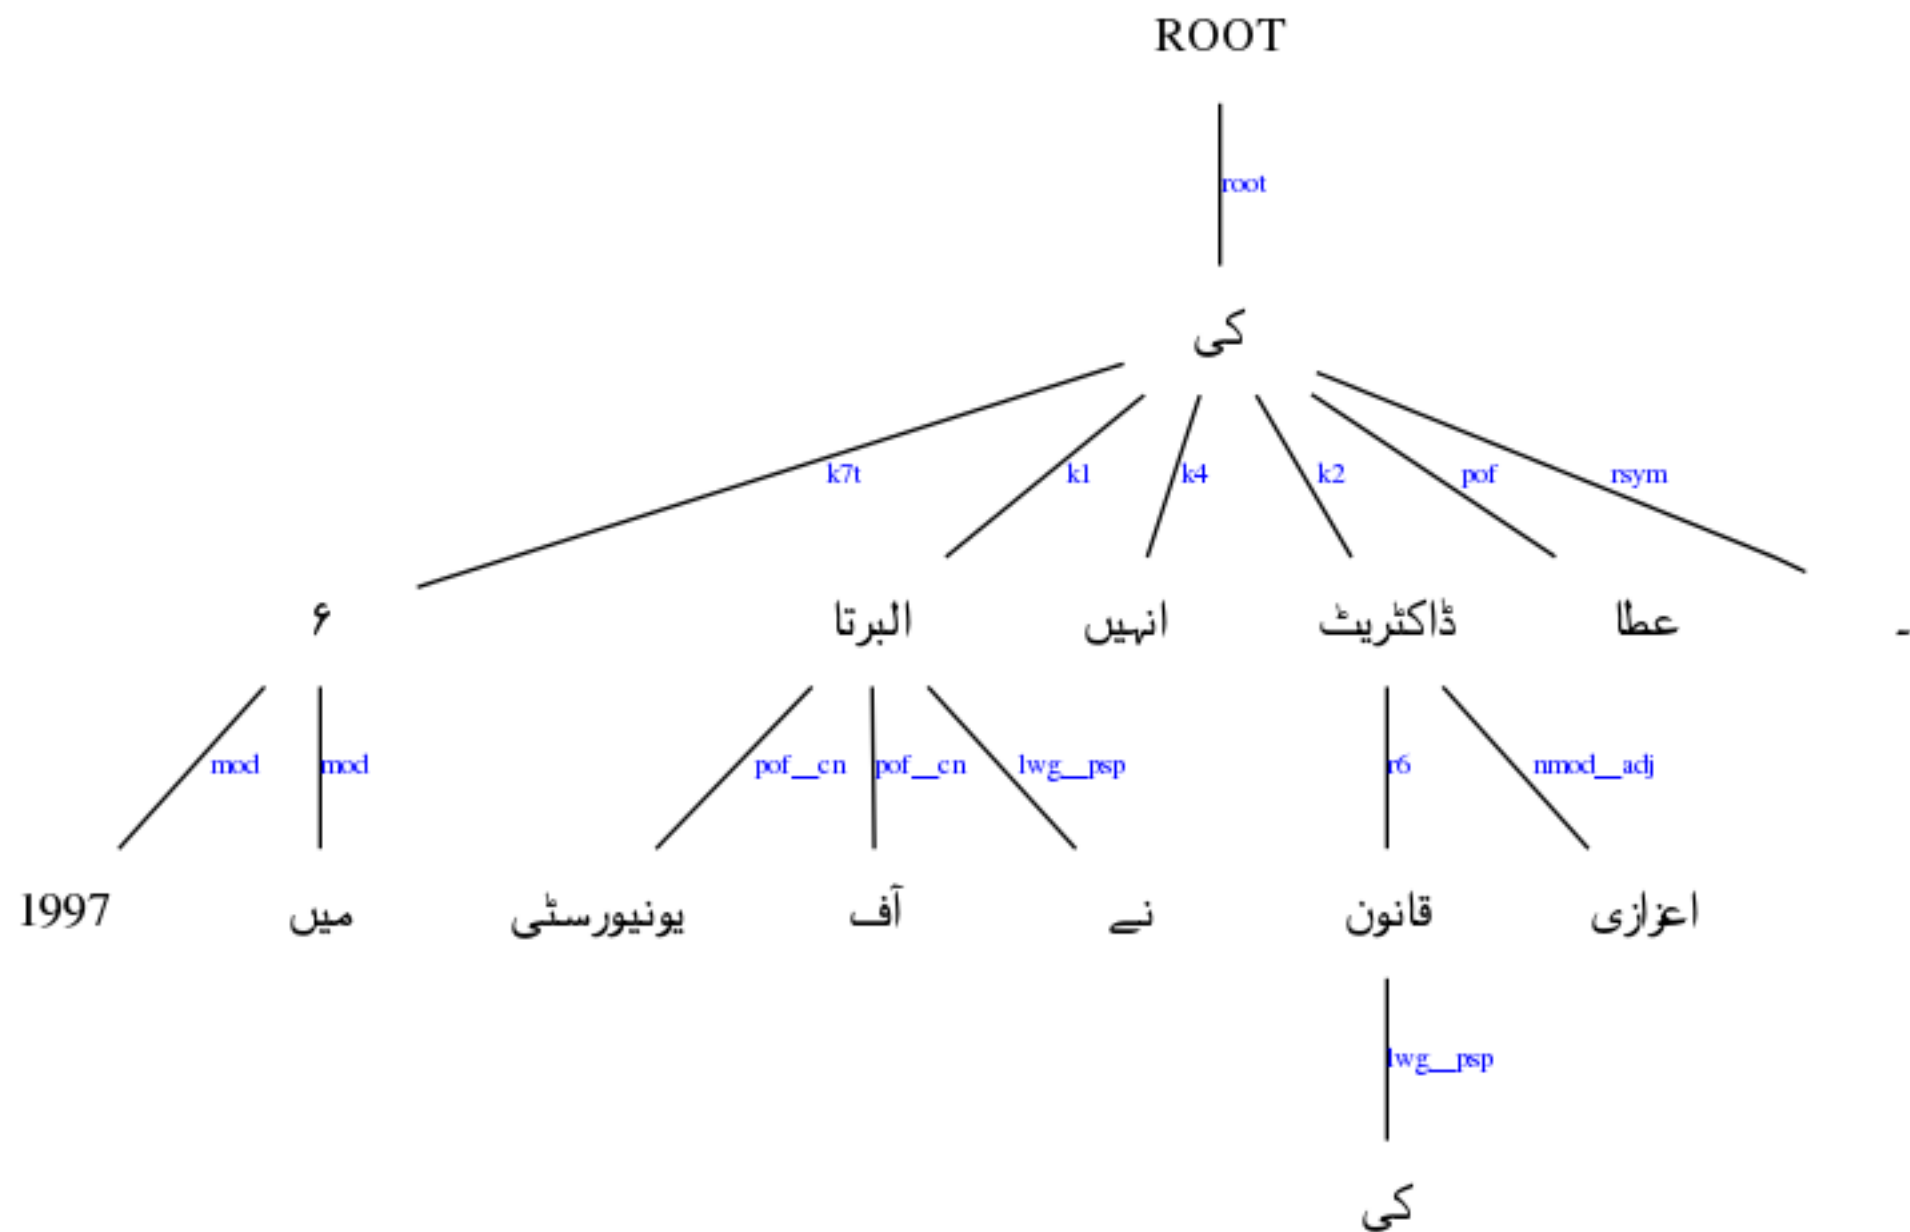 ROOT
root
کی
k7t k1 k4 k2 pof rsym
۶ البرتا انہیں ڈاکٹریٹ عطا ۔
mod mod pof__cn pof__cn lwg__psp r6 nmod__adj
1997 میں یونیورسٹی آف نے قانون اعزازی
lwg__psp
کی